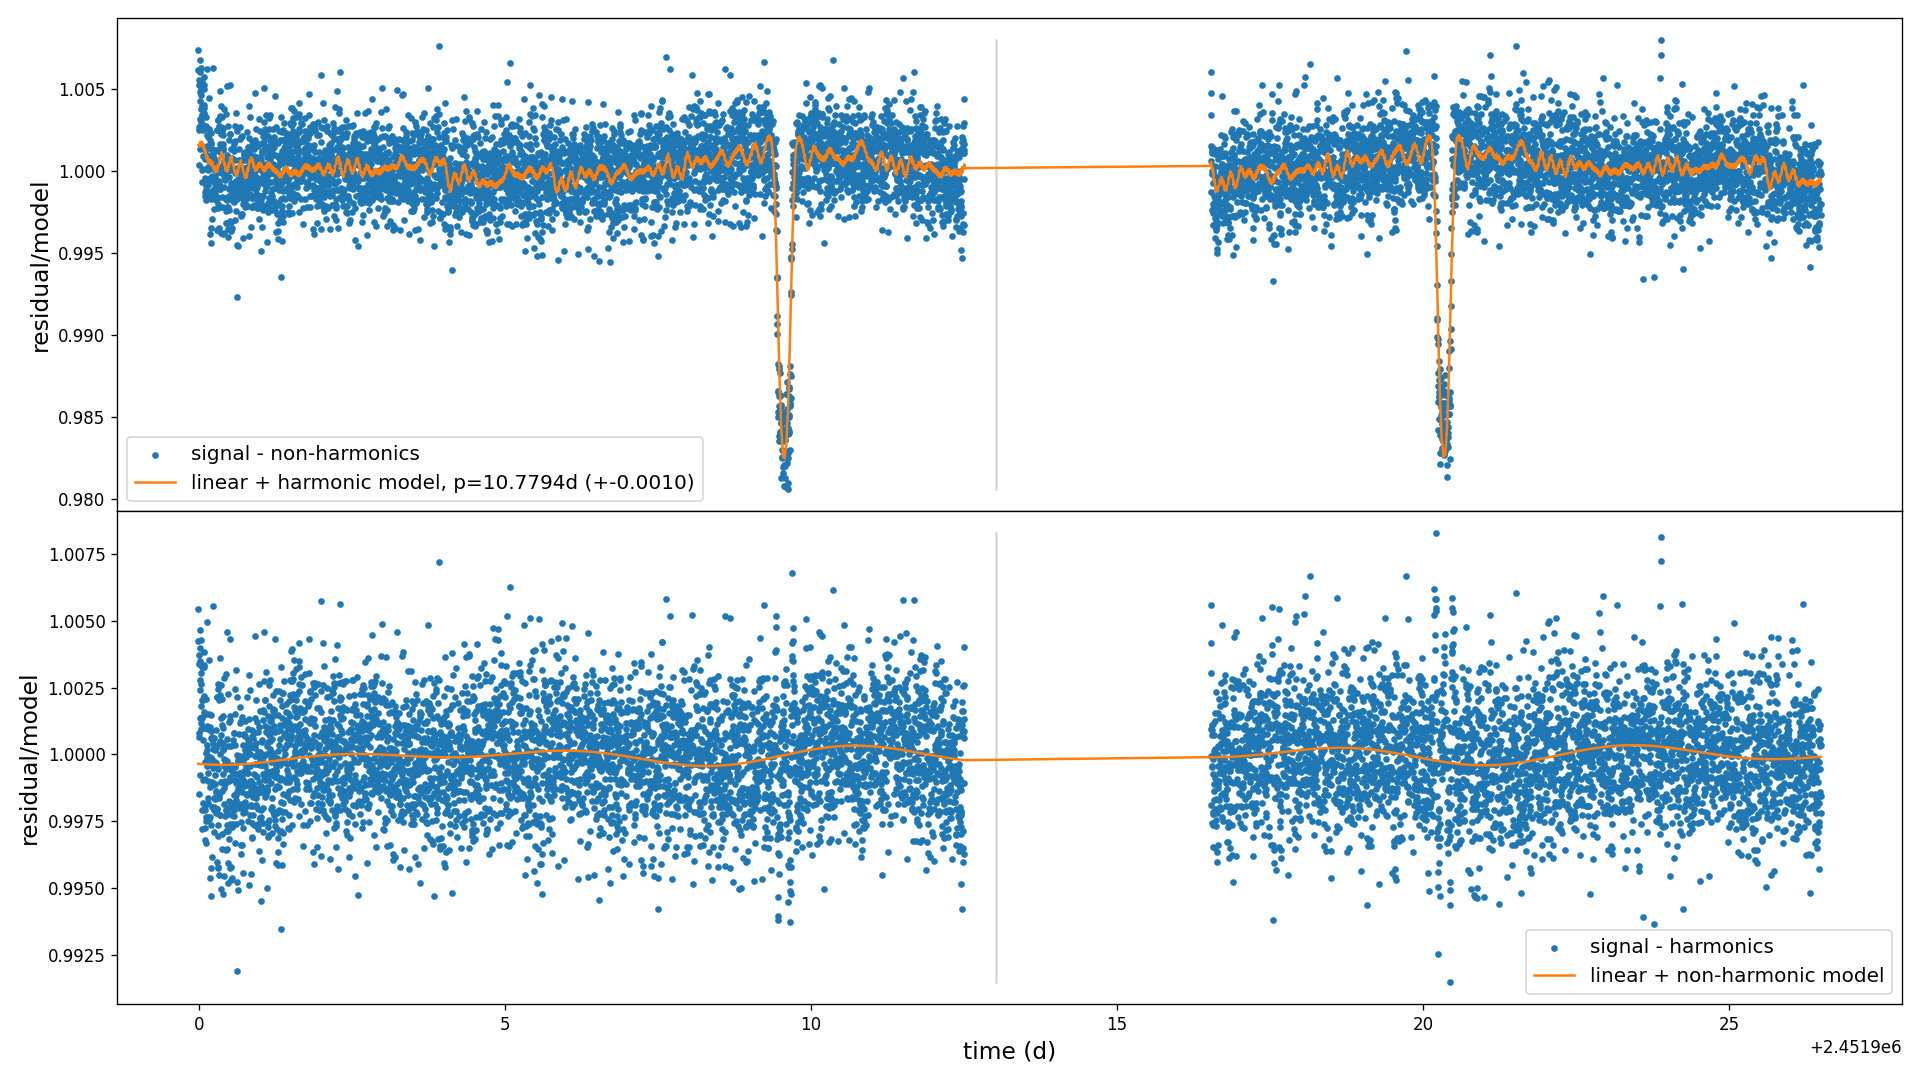 1.005
1.000
0.995
0.990
0.985
0.980
residual/model
signal - non-harmonics
linear + harmonic model, p=10.7794d (+-0.0010)
1.0075
1.0050
1.0025
1.0000
0.9975
0.9950
0.9925
residual/model
signal - harmonics
linear + non-harmonic model
0 5 10 15 20 25
time (d)
+2.4519e6